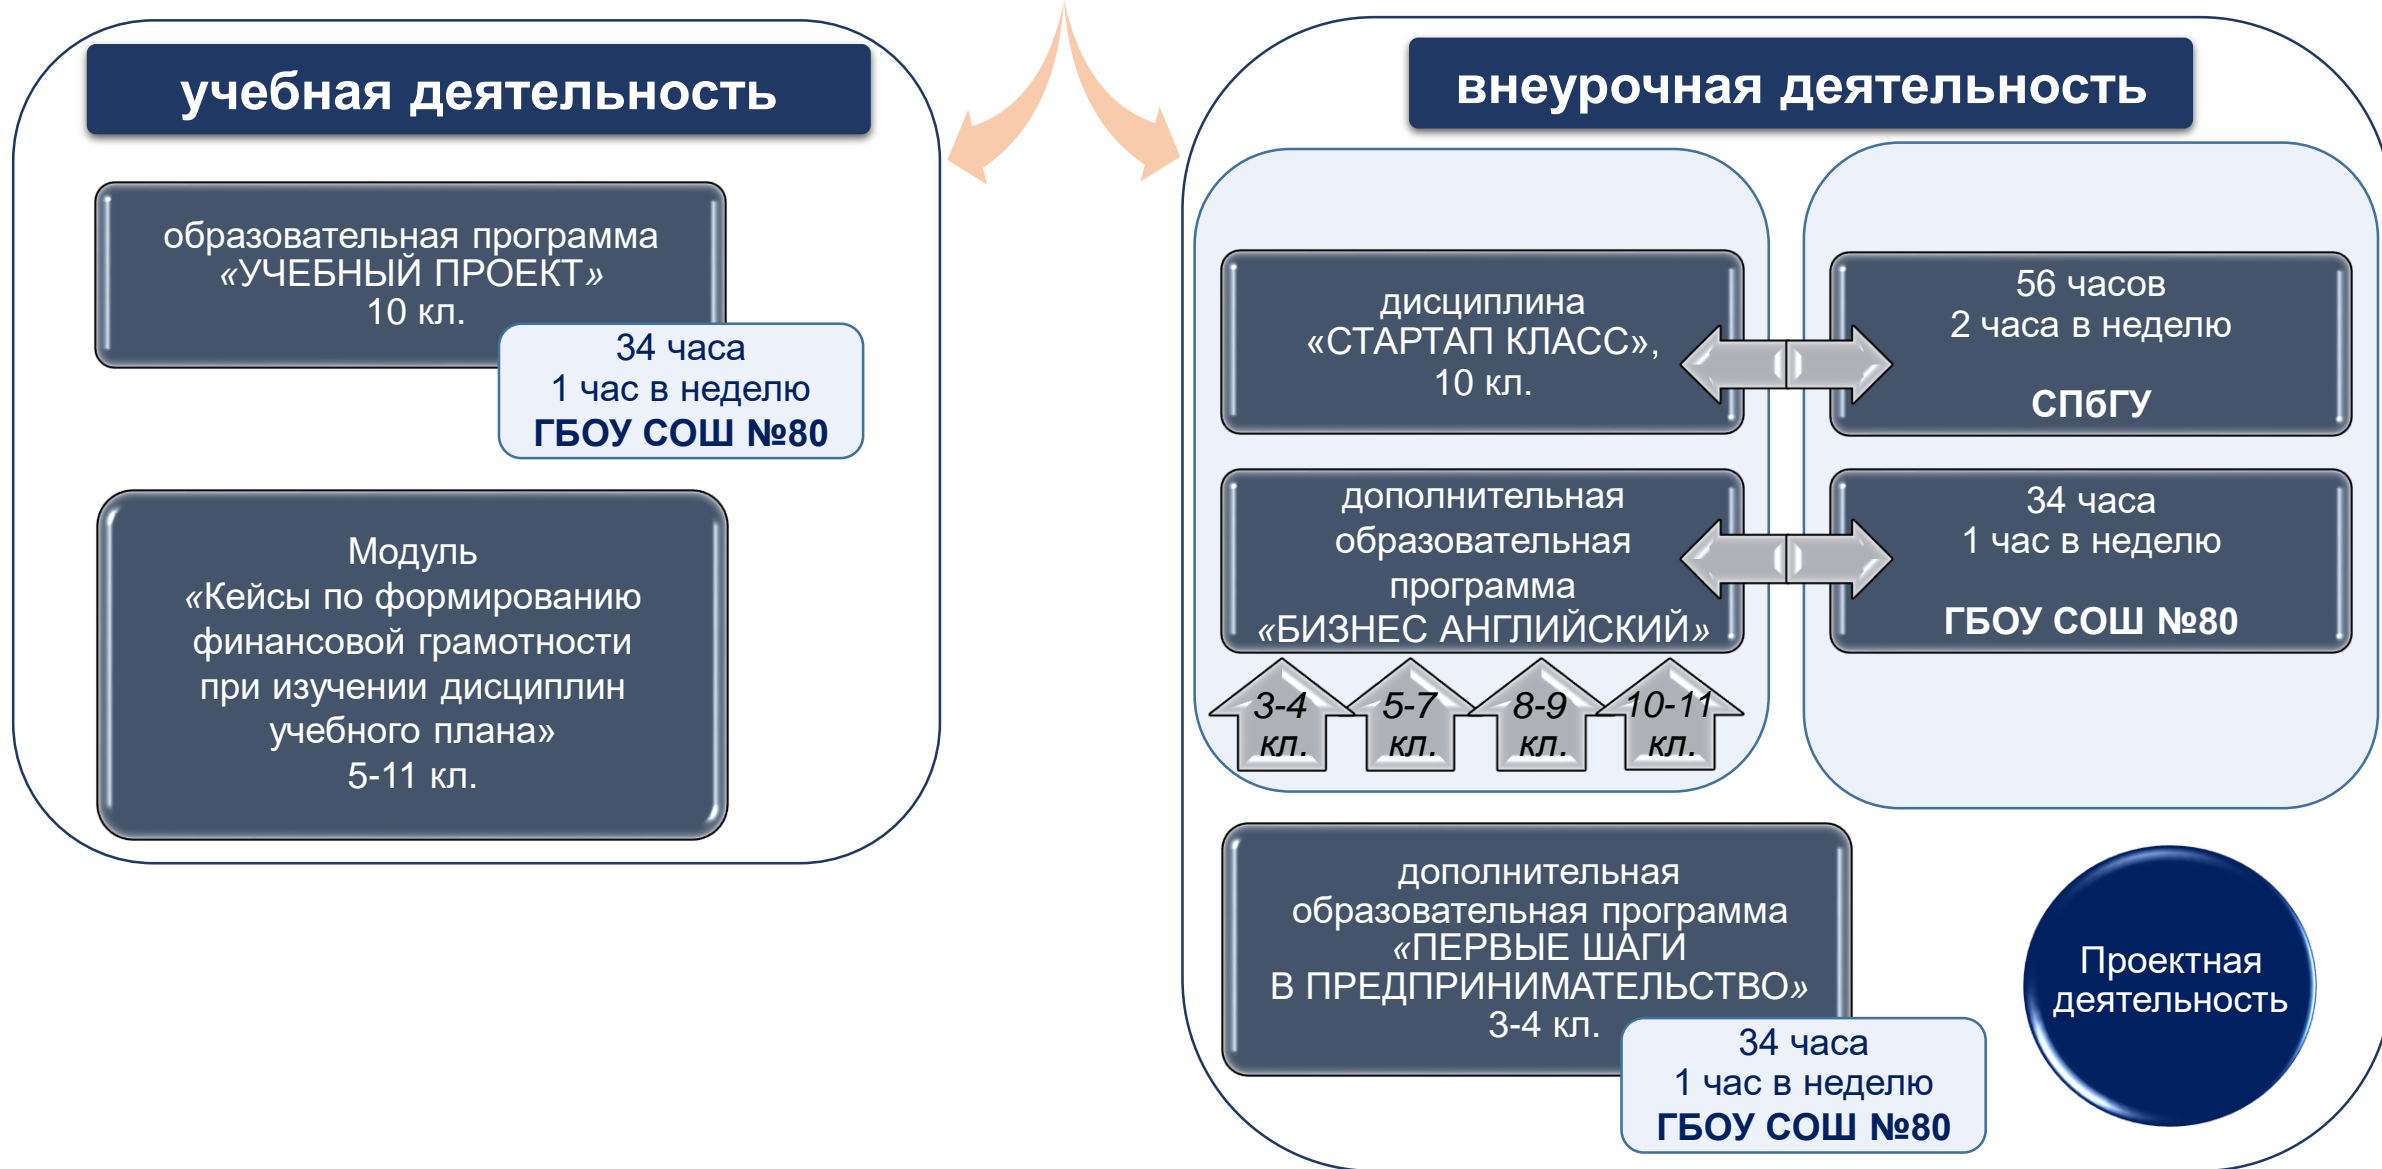 учебная деятельность
образовательная программа
«УЧЕБНЫЙ ПРОЕКТ»
10 кл.
34 часа
1 час в неделю
ГБОУ СОШ №80
Модуль
«Кейсы по формированию
финансовой грамотности
при изучении дисциплин
учебного плана»
5-11 кл.
внеурочная деятельность
дисциплина
«СТАРТАП КЛАСС»,
10 кл.
56 часов
2 часа в неделю
СПбГУ
дополнительная
образовательная
программа
«БИЗНЕС АНГЛИЙСКИЙ»
34 часа
1 час в неделю
ГБОУ СОШ №80
3-4
кл.
5-7
кл.
8-9
кл.
10-11
кл.
дополнительная
образовательная программа
«ПЕРВЫЕ ШАГИ
В ПРЕДПРИНИМАТЕЛЬСТВО»
3-4 кл.
34 часа
1 час в неделю
ГБОУ СОШ №80
Проектная
деятельность